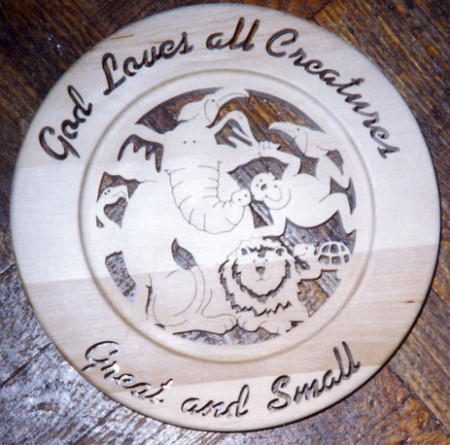 God Loves all Creatures
Great and Small